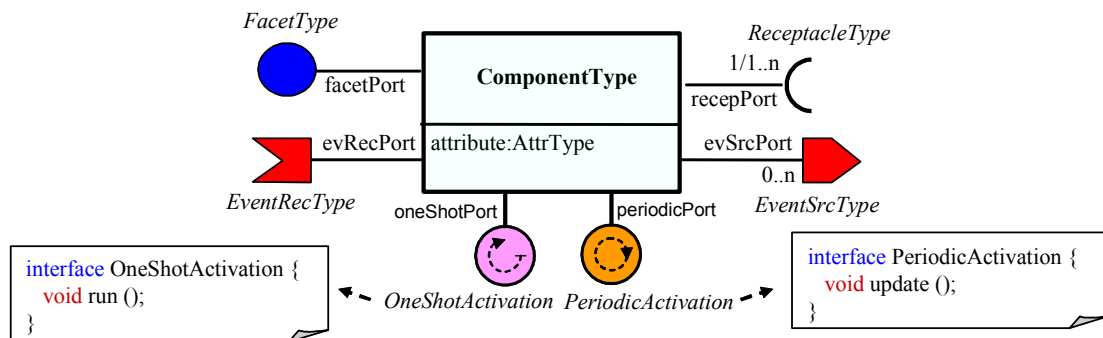 FacetType
facetPort
ComponentType
ReceptacleType
1/1..n
recepPort
evRecPort
attribute:AttrType
evSrcPort
0..n
EventRecType
EventSrcType
oneShotPort
periodicPort
interface OneShotActivation {
void run ();
}
OneShotActivation
PeriodicActivation
interface PeriodicActivation {
void update ();
}